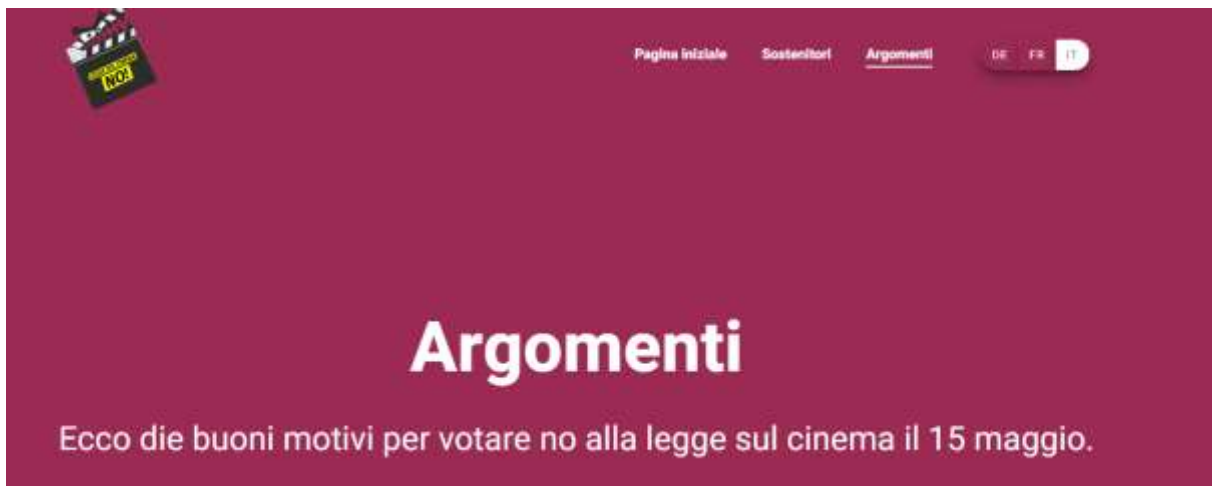 Pagina iniziale Sostenitori Argomenti DE FR IT
NO!
Argomenti
Ecco die buoni motivi per votare no alla legge sul cinema il 15 maggio.